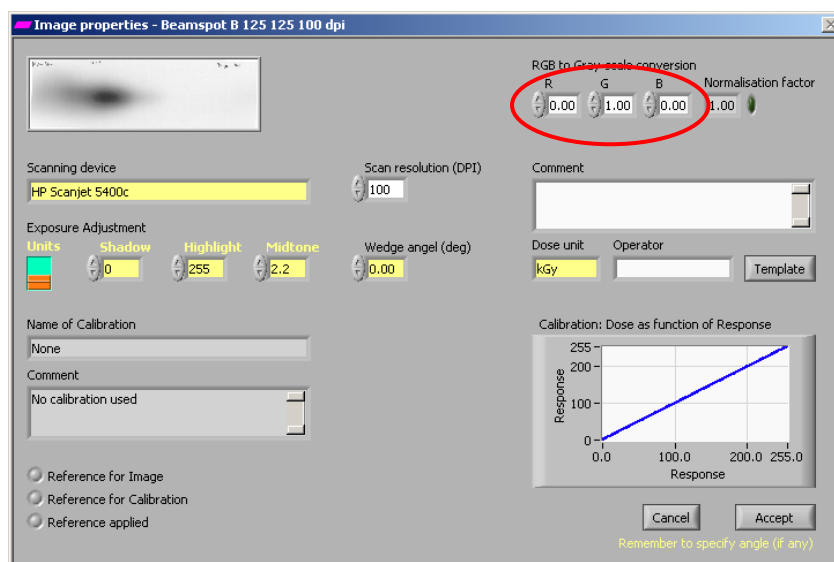 Image properties - Beamspot B 125 125 100 dpi
RGB to Gray-scale conversion
R G B Normalisation factor
0.00 1.00 0.00 1.00
Scanning device Scan resolution (DPI) Comment
HP Scanjet 5400c 100
Exposure Adjustment
Units Shadow Highlight Midtone Wedge angel (deg) Dose unit Operator
0 255 2.2 0.00 kGy Template
Name of Calibration Calibration: Dose as function of Response
None
Comment
No calibration used
Response
255
200
100
0
0.0 100.0 200.0 255.0
Response
Reference for Image
Reference for Calibration
Reference applied
Cancel Accept
Remember to specify angle (if any)